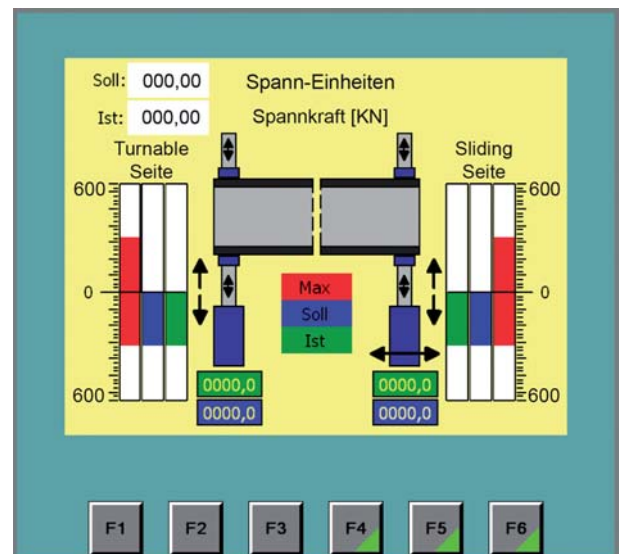 Soll: 000,00 Spann-Einheiten
Ist: 000,00 Spannkraft [KN]
Turnable Seite
Sliding Seite
600
0
600
600
0
600
Max
Soll
Ist
0000,0
0000,0
0000,0
0000,0
F1 F2 F3 F4 F5 F6